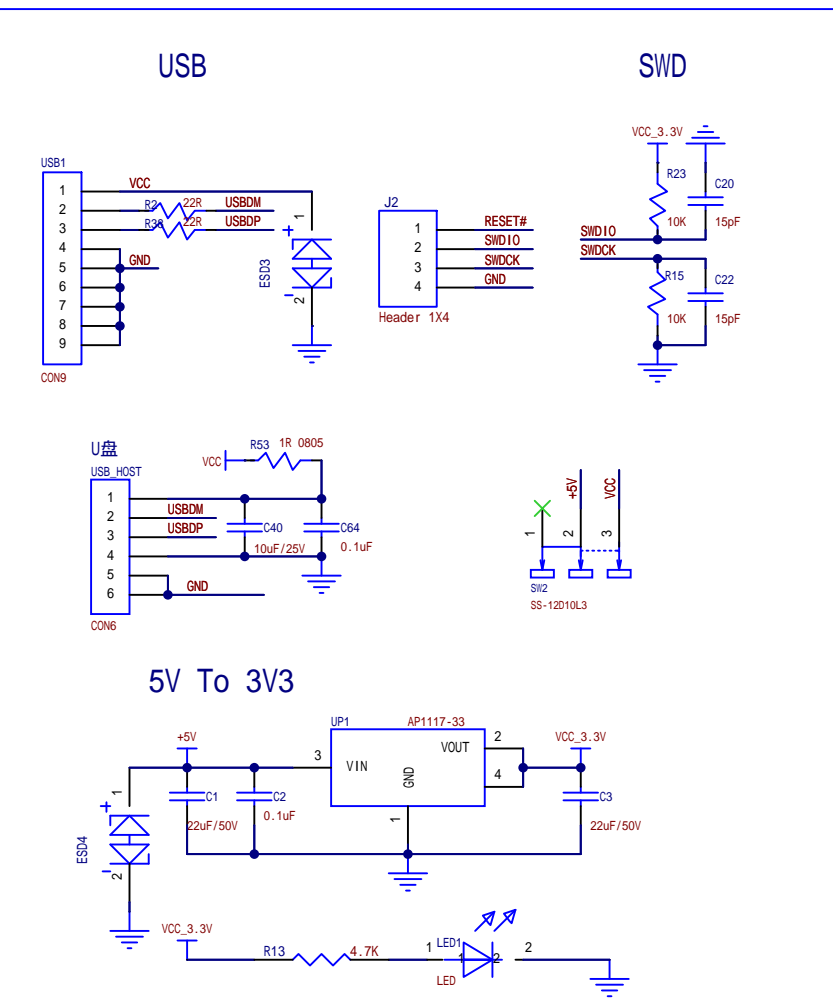 USB
SWD
USB1
1
2
3
4
5
6
7
8
9
CON9
VCC
R2
22R
USBDM
R38
22R
USBDP
GND
ESD3
1
2
J2
1
2
3
4
RESET#
SWDIO
SWDCK
GND
Header 1X4
VCC_3.3V
R23
10K
C20
15pF
SWDIO
SWDCK
R15
10K
C22
15pF
U盘
USB_HOST
1
2
3
4
5
6
CON6
USBDM
USBDP
GND
VCC
R53
1R 0805
C40
10uF/25V
C64
0.1uF
+5V
VCC
1
2
3
SW2
SS-12D10L3
5V To 3V3
+5V
UP1
AP1117-33
3
VIN
VOUT
GND
2
4
1
VCC_3.3V
C1
22uF/50V
C2
0.1uF
C3
22uF/50V
ESD4
1
2
VCC_3.3V
R13
4.7K
1
LED1
1
2
2
LED